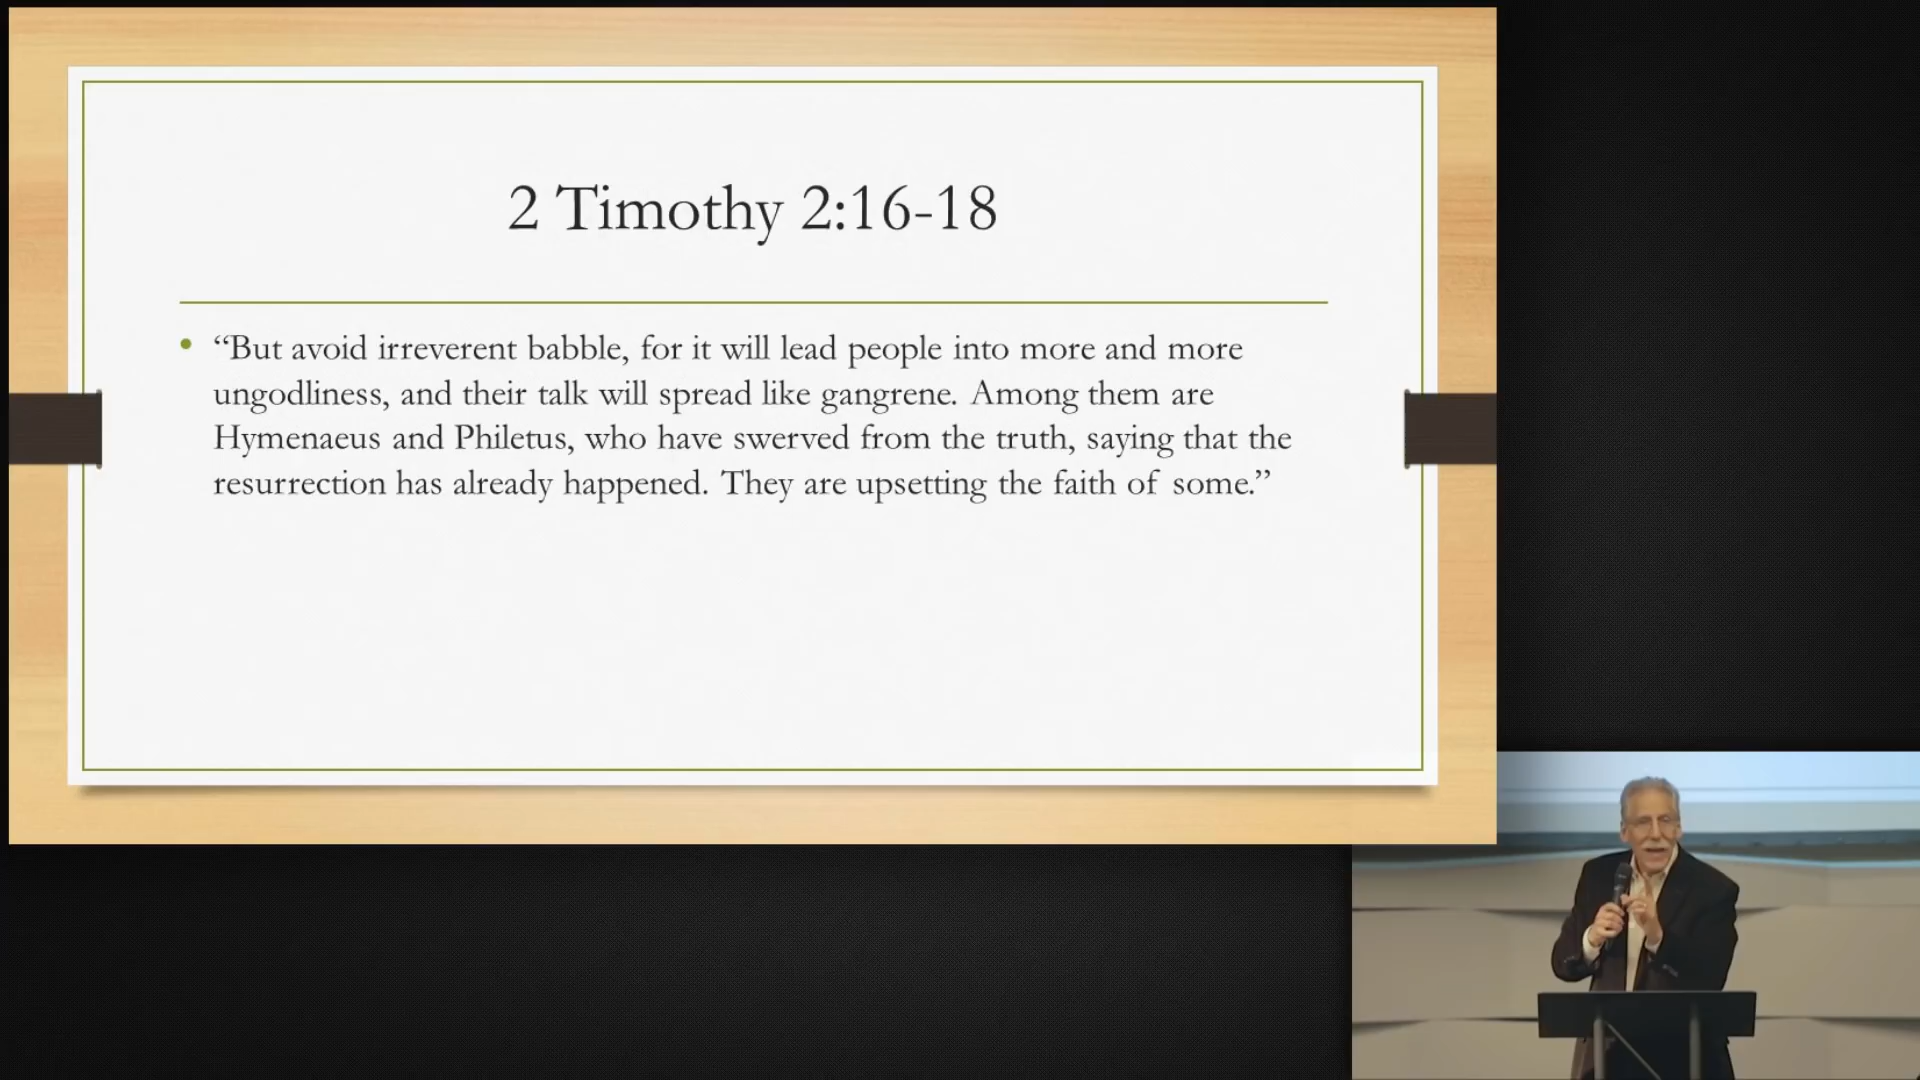 2 Timothy 2:16-18
• “But avoid irreverent babble, for it will lead people into more and more
ungodliness, and their talk will spread like gangrene. Among them are
Hymenaeus and Philetus, who have swerved from the truth, saying that the
resurrection has already happened. They are upsetting the faith of some.”